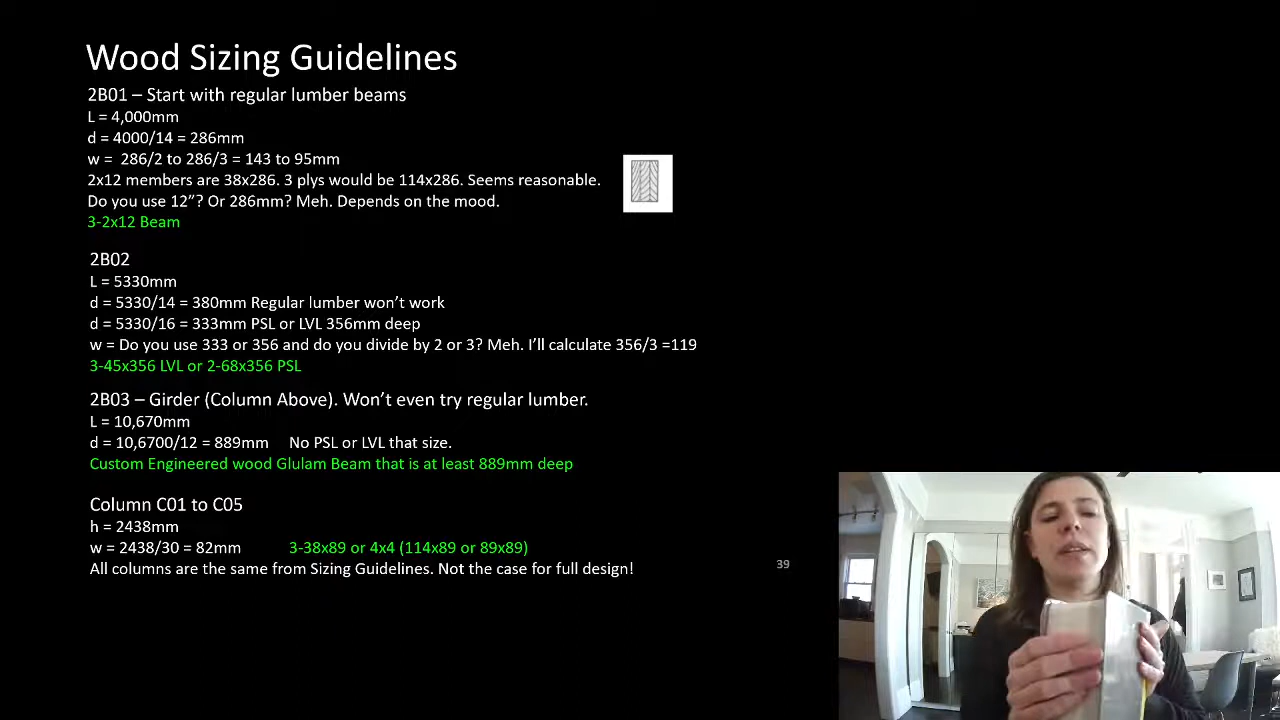 Wood Sizing Guidelines
2B01 – Start with regular lumber beams
L = 4,000mm
d = 4000/14 = 286mm
w =  286/2 to 286/3 = 143 to 95mm
2x12 members are 38x286. 3 plys would be 114x286. Seems reasonable.
Do you use 12”? Or 286mm? Meh. Depends on the mood.
3-2x12 Beam
2B02
L = 5330mm
d = 5330/14 = 380mm Regular lumber won’t work
d = 5330/16 = 333mm PSL or LVL 356mm deep
w = Do you use 333 or 356 and do you divide by 2 or 3? Meh. I’ll calculate 356/3 =119
3-45x356 LVL or 2-68x356 PSL
2B03 – Girder (Column Above). Won’t even try regular lumber.
L = 10,670mm
d = 10,6700/12 = 889mm    No PSL or LVL that size.
Custom Engineered wood Glulam Beam that is at least 889mm deep
Column C01 to C05
h = 2438mm
w = 2438/30 = 82mm    3-38x89 or 4x4 (114x89 or 89x89)
All columns are the same from Sizing Guidelines. Not the case for full design!
39